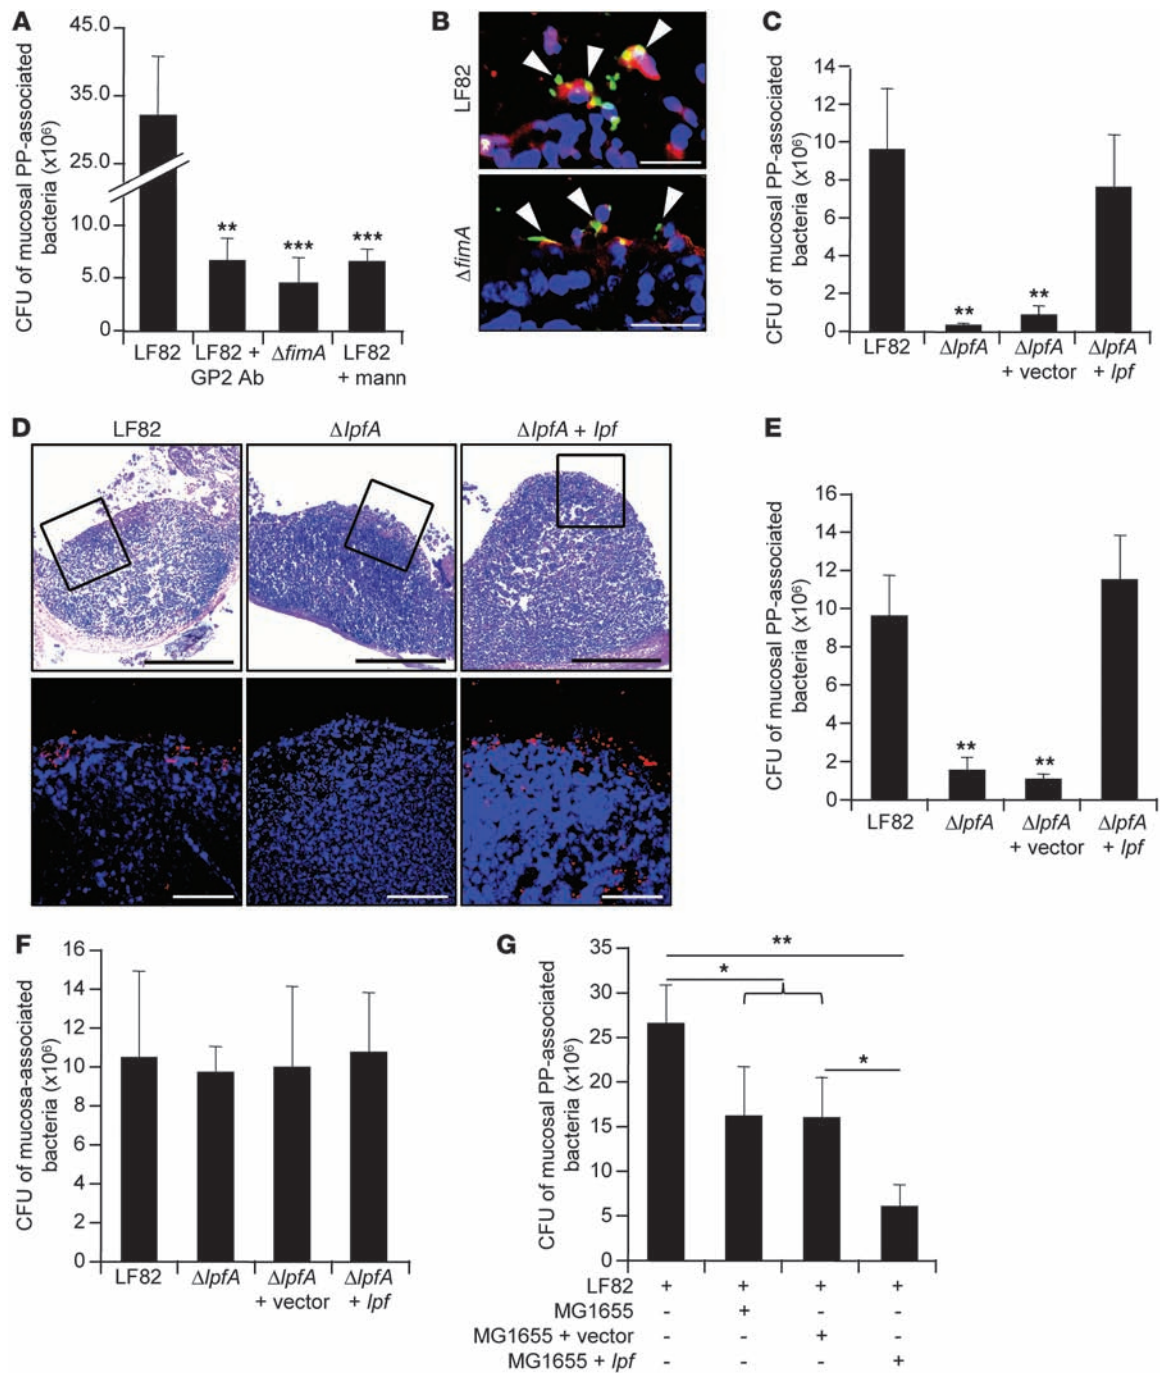 A
CFU of mucosal PP-associated
bacteria (x10⁶)
45.0
35.0
25.0
10.0
5.0
0
**
***
***
LF82
LF82 +
GP2 Ab
ΔfimA
LF82
+ mann
B
LF82
ΔfimA
C
CFU of mucosal PP-associated
bacteria (x10⁶)
14
12
10
8
6
4
2
0
**
**
LF82
ΔlpfA
ΔlpfA
+ vector
ΔlpfA
+ lpf
D
LF82
ΔlpfA
ΔlpfA + lpf
E
CFU of mucosal PP-associated
bacteria (x10⁶)
16
14
12
10
8
6
4
2
0
**
**
LF82
ΔlpfA
ΔlpfA
+ vector
ΔlpfA
+ lpf
F
CFU of mucosa-associated
bacteria (x10⁶)
16
14
12
10
8
6
4
2
0
LF82
ΔlpfA
ΔlpfA
+ vector
ΔlpfA
+ lpf
G
CFU of mucosal PP-associated
bacteria (x10⁶)
35
30
25
20
15
10
5
0
**
*
*
LF82 + + + +
MG1655 - + - -
MG1655 + vector - - + -
MG1655 + lpf - - - +